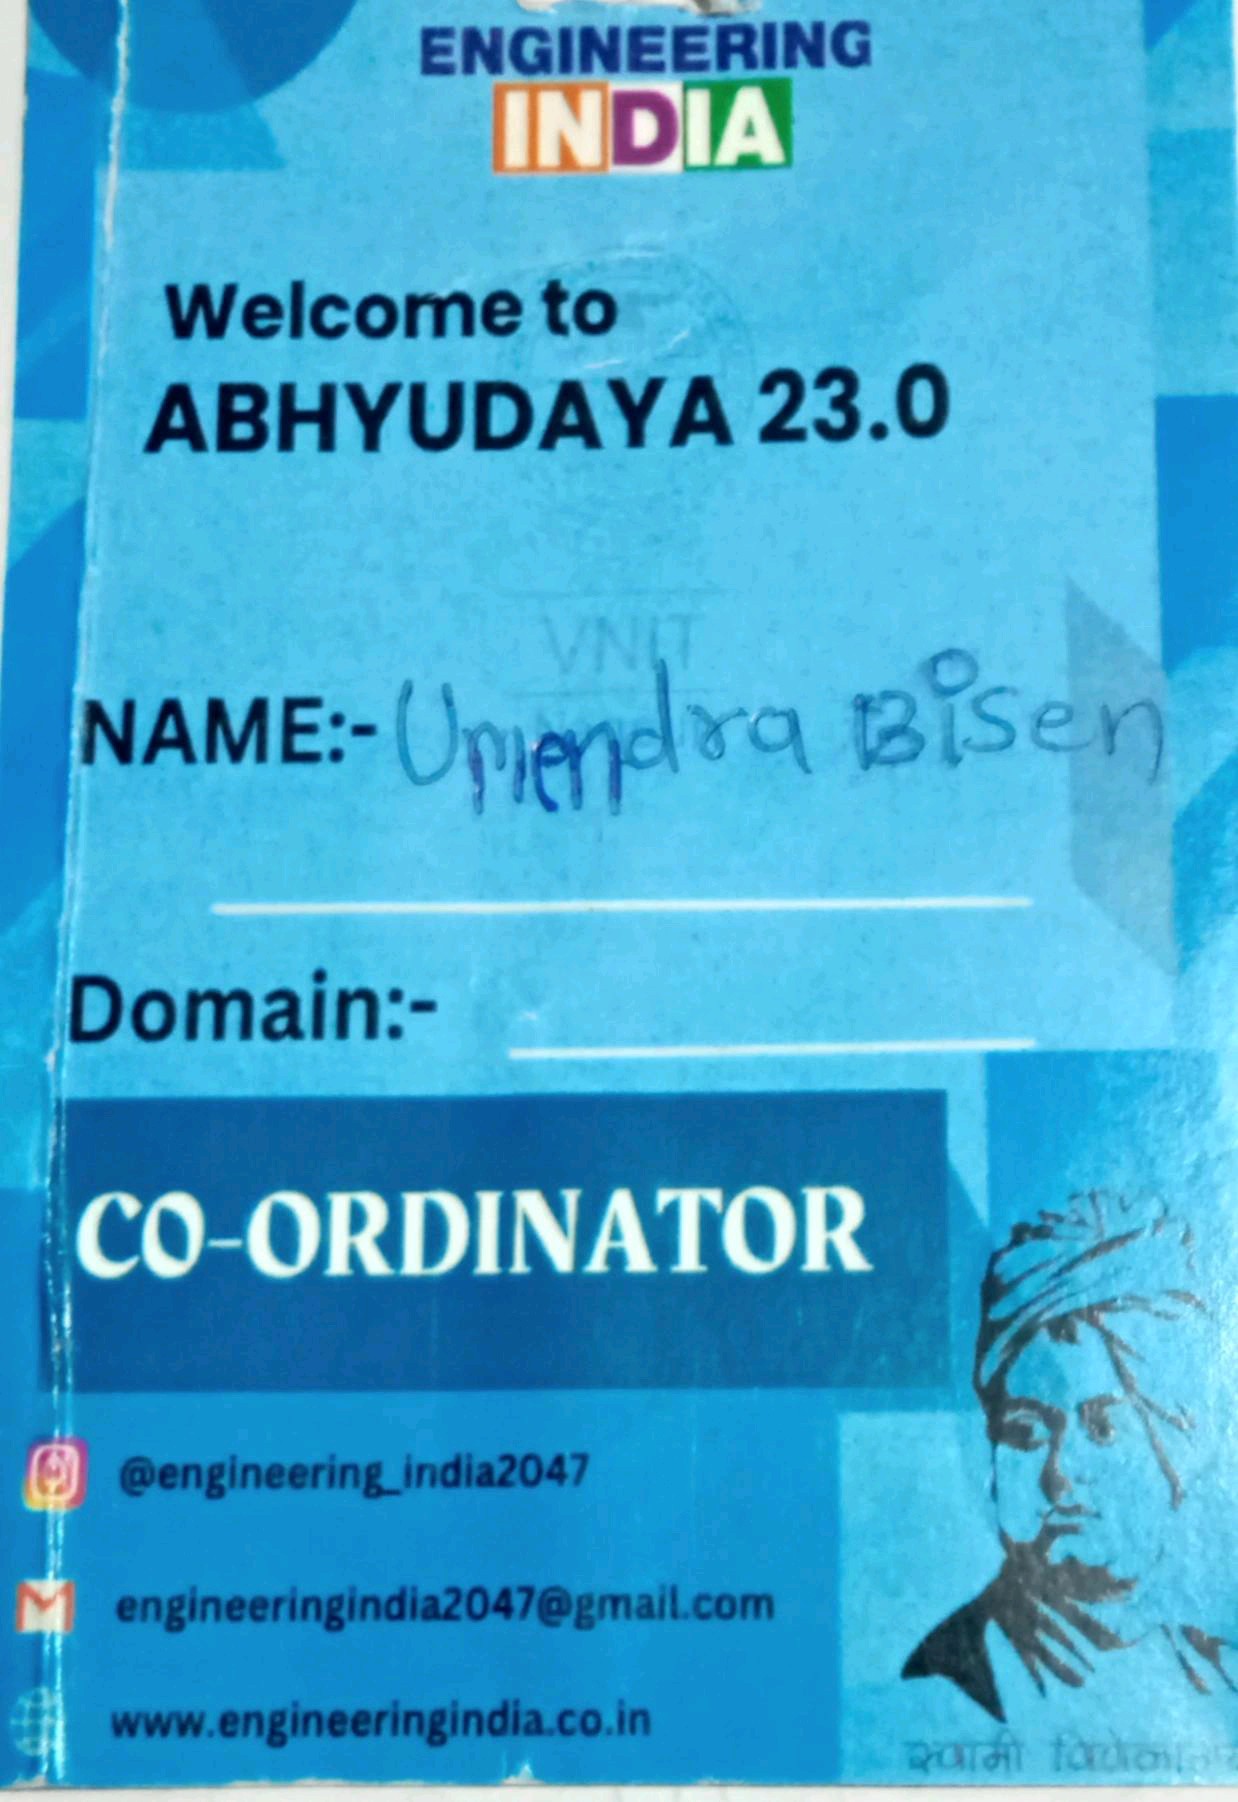 ENGINEERING
INDIA
Welcome to
ABHYUDAYA 23.0
VNIT
NAME:- Upendra Bisen
Domain:-
CO-ORDINATOR
@engineering_india2047
engineeringindia2047@gmail.com
www.engineeringindia.co.in
स्वामी